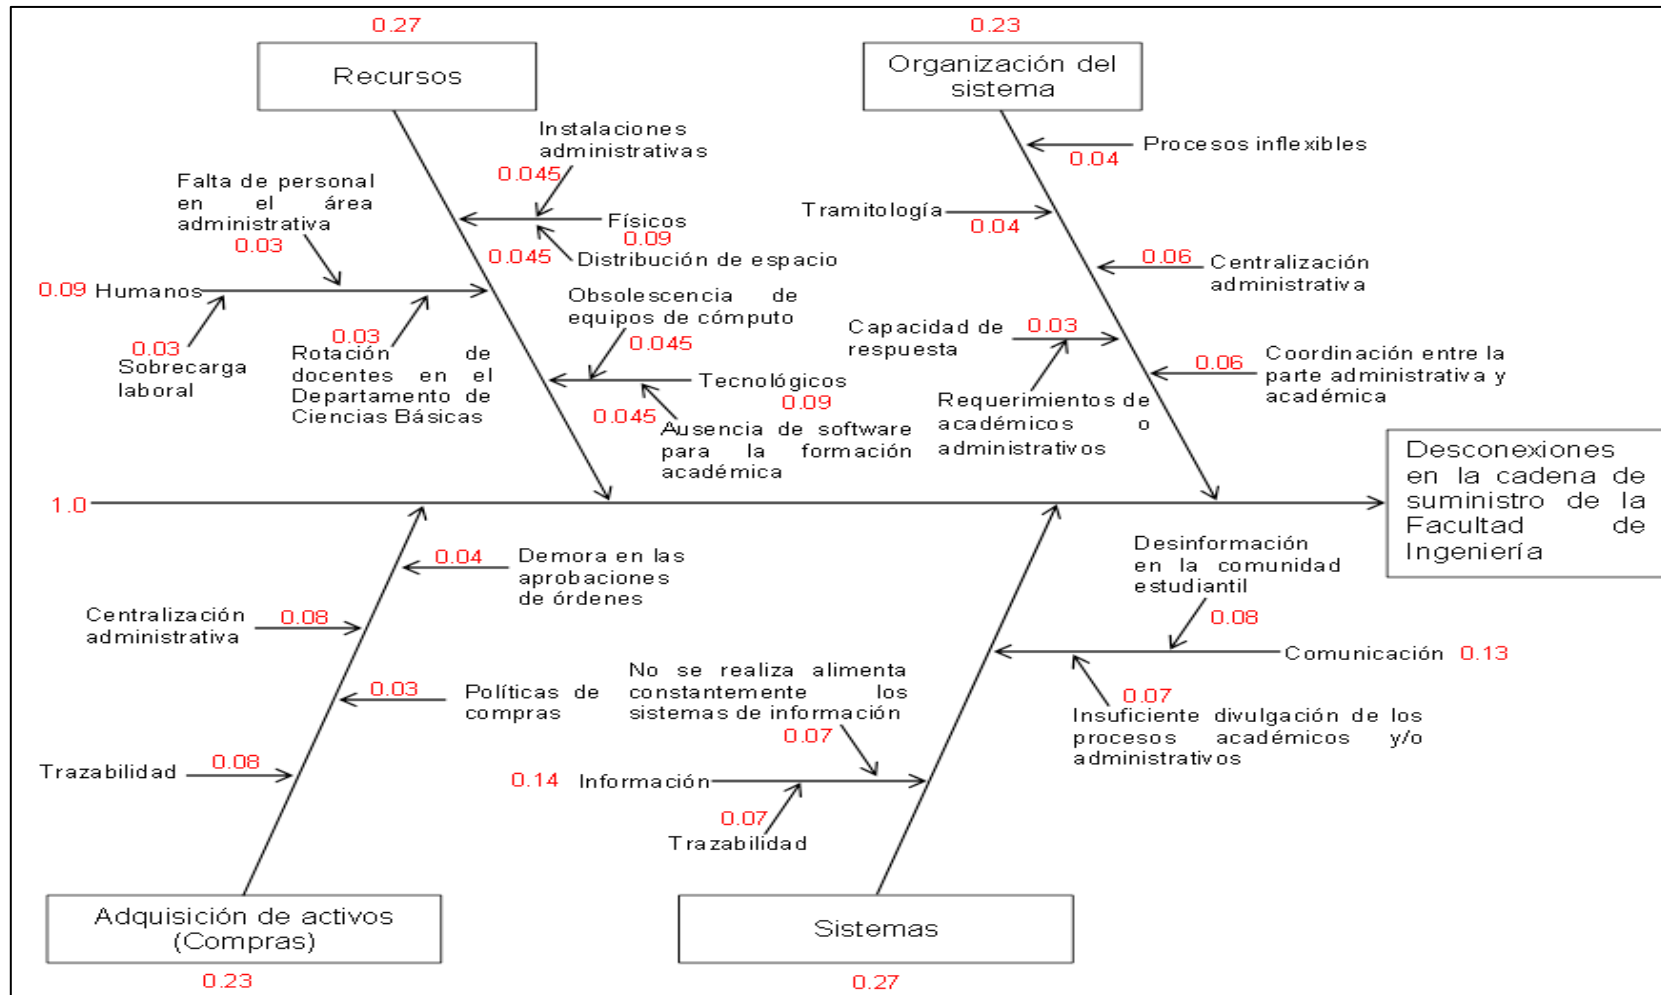 0.27
Recursos
0.23
Organización del
sistema
Instalaciones
administrativas
0.045
Falta de personal
en el área
administrativa
0.03
Físicos
0.09
0.045
Distribución de espacio
0.09 Humanos
0.03
Sobrecarga
laboral
0.03
Rotación de
docentes en el
Departamento de
Ciencias Básicas
Obsolescencia de
equipos de cómputo
0.045
Tecnológicos
0.09
0.045
Ausencia de software
para la formación
académica
Procesos inflexibles
0.04
Tramitología
0.04
0.06
Centralización
administrativa
Capacidad de
respuesta
0.03
0.06
Coordinación entre la
parte administrativa y
académica
Requerimientos de
académicos o
administrativos
1.0
Desconexiones
en la cadena de
suministro de la
Facultad de
Ingeniería
0.04
Demora en las
aprobaciones
de órdenes
Centralización
administrativa
0.08
0.03
Políticas de
compras
Trazabilidad
0.08
Desinformación
en la comunidad
estudiantil
0.08
Comunicación 0.13
0.07
Insuficiente divulgación de los
procesos académicos y/o
administrativos
No se realiza alimenta
constantemente los
sistemas de información
0.07
0.14 Información
0.07
Trazabilidad
Adquisición de activos
(Compras)
0.23
Sistemas
0.27